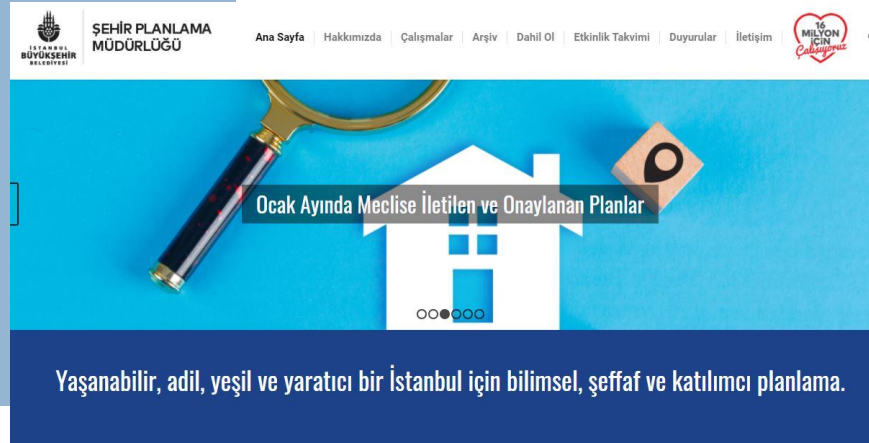 İSTANBUL
BÜYÜKŞEHİR
BELEDİYESİ
ŞEHİR PLANLAMA
MÜDÜRLÜĞÜ
Ana Sayfa
Hakkımızda
Çalışmalar
Arşiv
Dahil Ol
Etkinlik Takvimi
Duyurular
İletişim
16
MİLYON
İÇİN
Çalışıyoruz
Ocak Ayında Meclise İletilen ve Onaylanan Planlar
Yaşanabilir, adil, yeşil ve yaratıcı bir İstanbul için bilimsel, şeffaf ve katılımcı planlama.